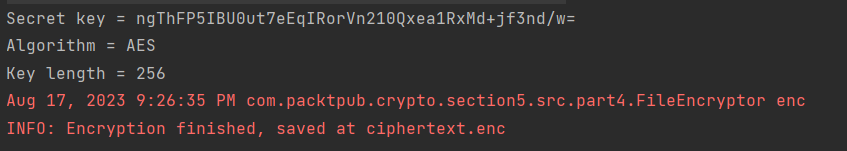 Secret key = ngThFP5IBU0ut7eEqIRorVn210Qxea1RxMd+jf3nd/w=
Algorithm = AES
Key length = 256
Aug 17, 2023 9:26:35 PM com.packtpub.crypto.section5.src.part4.FileEncryptor enc
INFO: Encryption finished, saved at ciphertext.enc